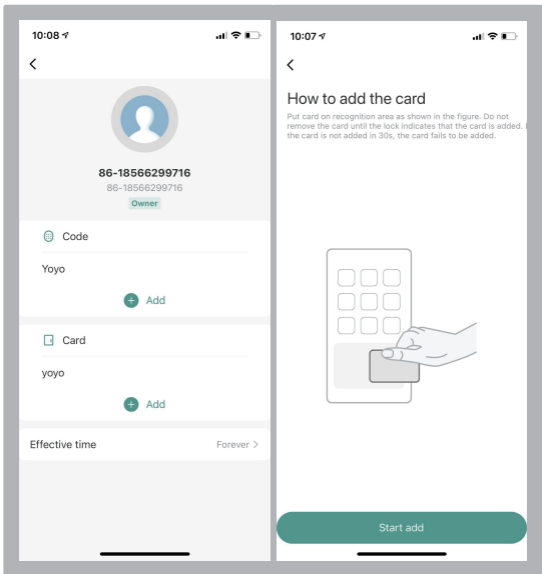 10:08
86-18566299716
86-18566299716
Owner
Code
Yoyo
Add
Card
yoyo
Add
Effective time
Forever
10:07
How to add the card
Put card on recognition area as shown in the figure. Do not
remove the card until the lock indicates that the card is added.
the card is not added in 30s, the card fails to be added.
Start add